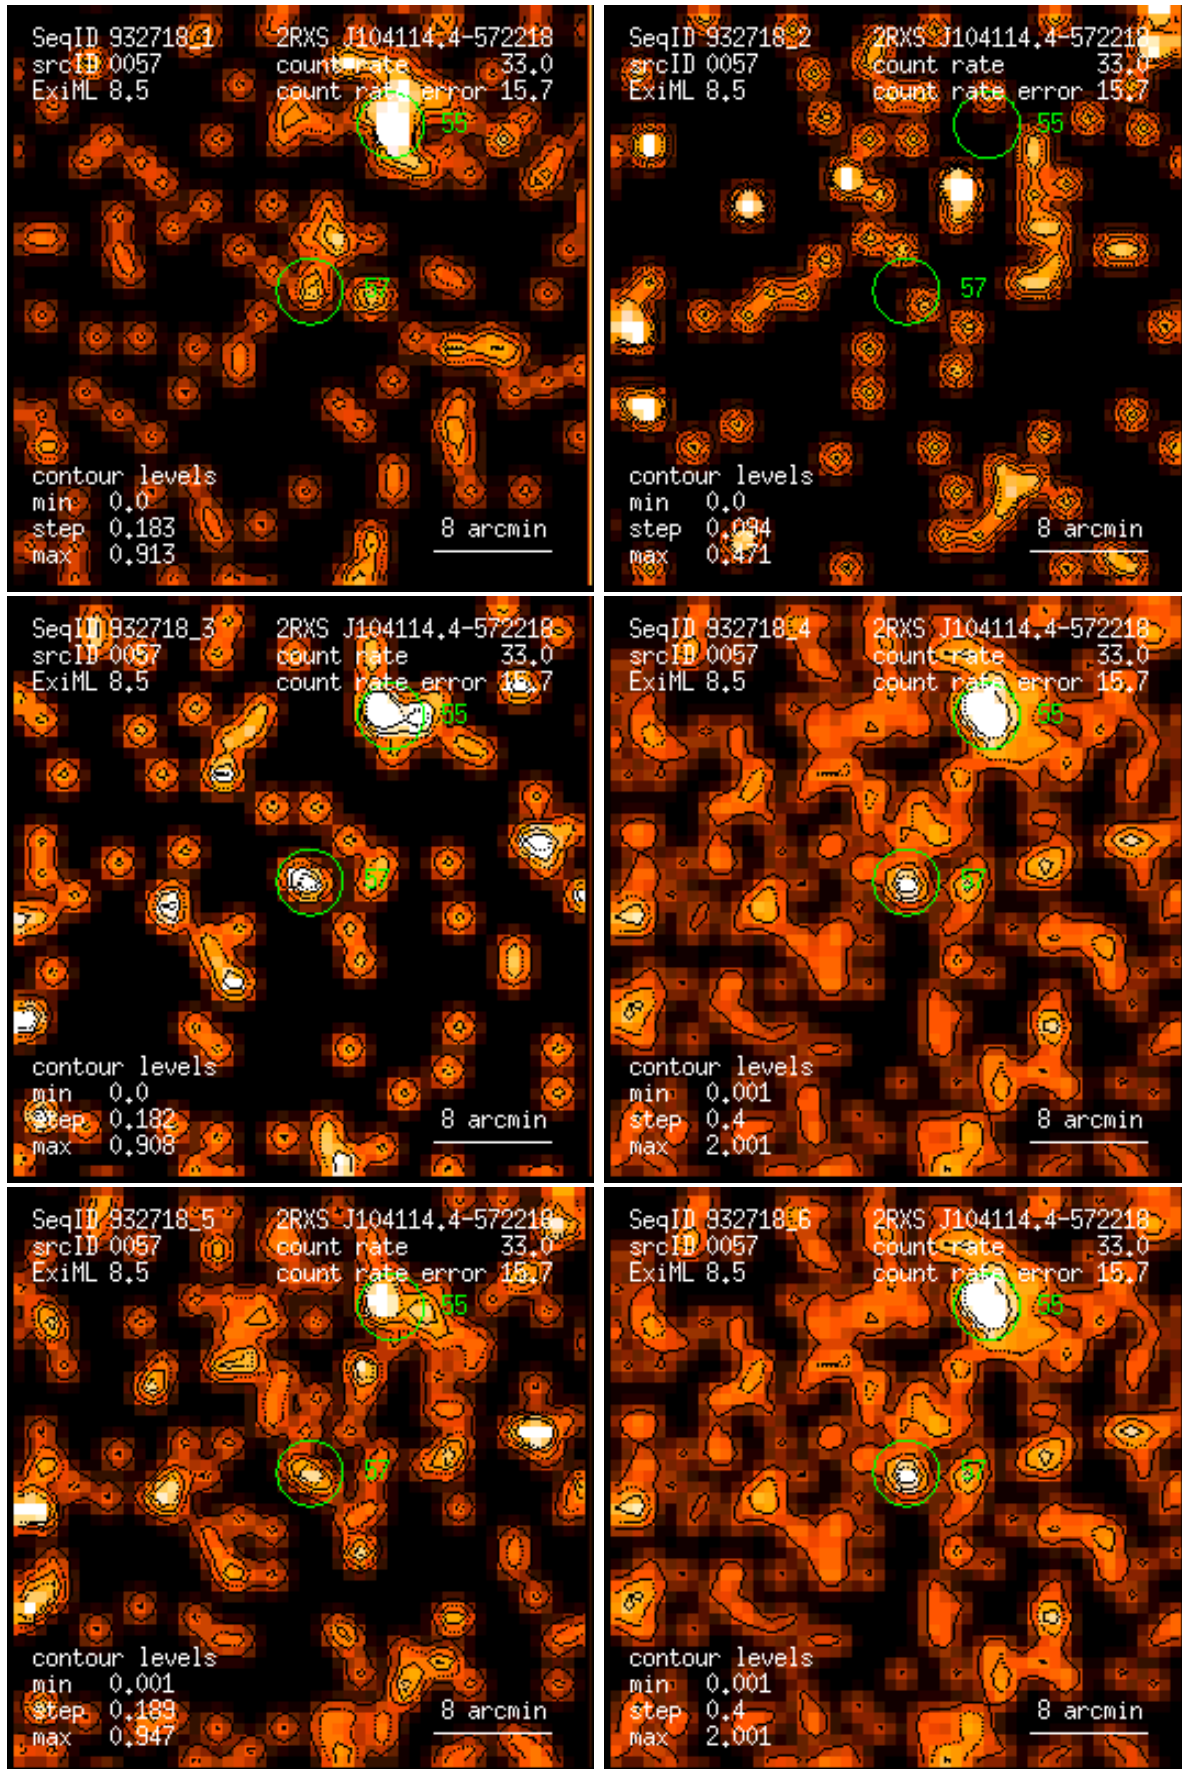 SeqID 932718_1 2RXS J104114.4-572218
srcID 0057 count rate 33.0
ExiML 8.5 count rate error 15.7
55
57
contour levels
min 0.0
step 0.183 8 arcmin
max 0.913
SeqID 932718_2 2RXS J104114.4-572218
srcID 0057 count rate 33.0
ExiML 8.5 count rate error 15.7
55
57
contour levels
min 0.0
step 0.094 8 arcmin
max 0.471
SeqID 932718_3 2RXS J104114.4-572218
srcID 0057 count rate 33.0
ExiML 8.5 count rate error 15.7
55
57
contour levels
min 0.0
step 0.182 8 arcmin
max 0.908
SeqID 932718_4 2RXS J104114.4-572218
srcID 0057 count rate 33.0
ExiML 8.5 count rate error 15.7
55
57
contour levels
min 0.001
step 0.4 8 arcmin
max 2.001
SeqID 932718_5 2RXS J104114.4-572218
srcID 0057 count rate 33.0
ExiML 8.5 count rate error 15.7
55
57
contour levels
min 0.001
step 0.189 8 arcmin
max 0.947
SeqID 932718_6 2RXS J104114.4-572218
srcID 0057 count rate 33.0
ExiML 8.5 count rate error 15.7
55
57
contour levels
min 0.001
step 0.4 8 arcmin
max 2.001